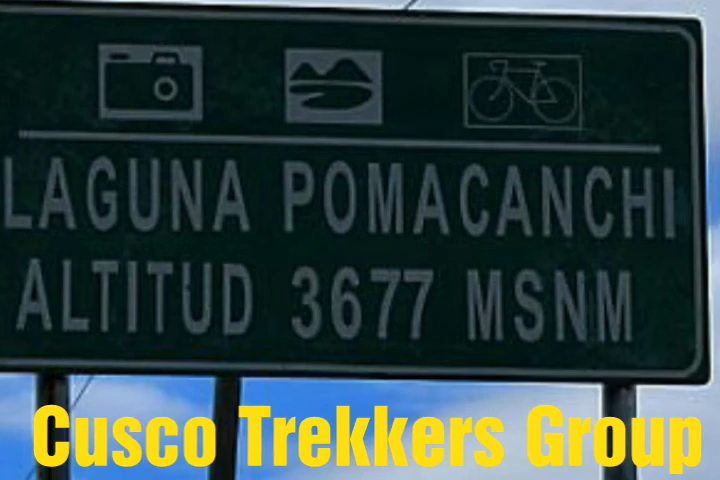 LAGUNA POMACANCHI
ALTITUD 3677 MSNM
Cusco Trekkers Group